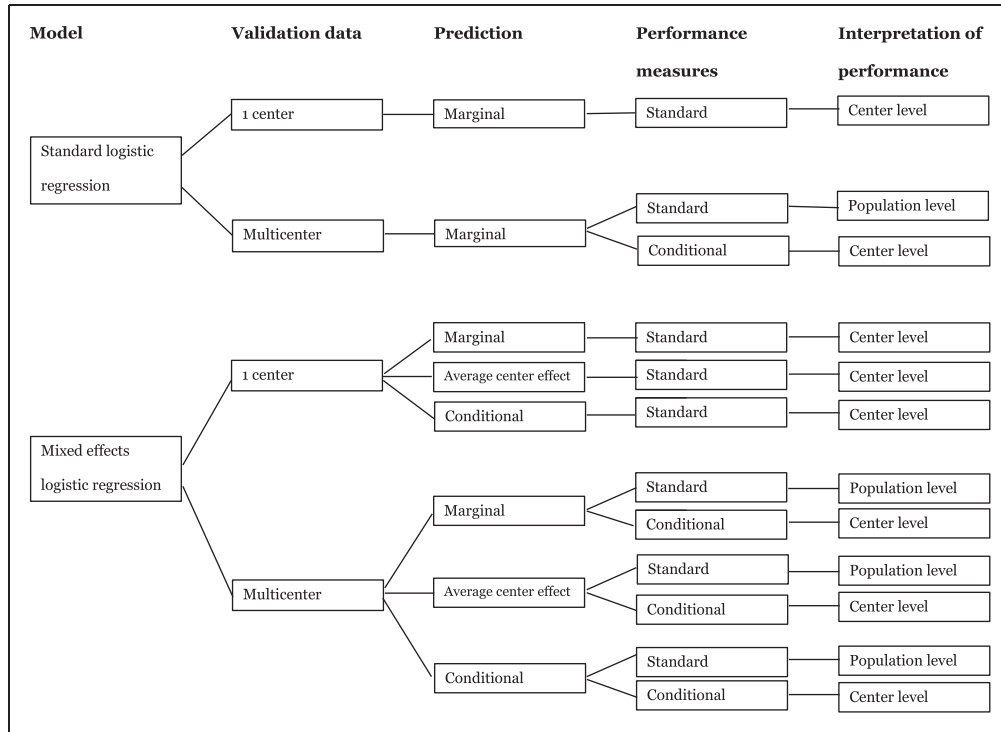 Model
Validation data
Prediction
Performance
measures
Interpretation of
performance
Standard logistic
regression
1 center
Marginal
Standard
Center level
Multicenter
Marginal
Standard
Population level
Conditional
Center level
Mixed effects
logistic regression
1 center
Marginal
Standard
Center level
Average center effect
Standard
Center level
Conditional
Standard
Center level
Multicenter
Marginal
Standard
Population level
Conditional
Center level
Average center effect
Standard
Population level
Conditional
Center level
Conditional
Standard
Population level
Conditional
Center level